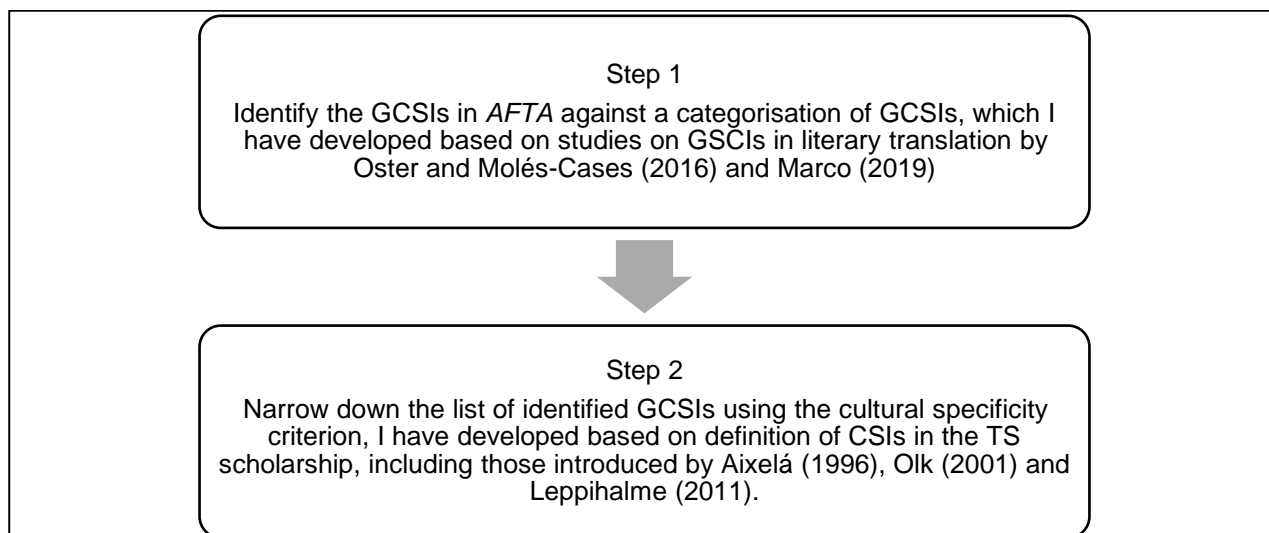 Step 1
Identify the GCSIs in AFTA against a categorisation of GCSIs, which I
have developed based on studies on GSCIs in literary translation by
Oster and Molés-Cases (2016) and Marco (2019)
Step 2
Narrow down the list of identified GCSIs using the cultural specificity
criterion, I have developed based on definition of CSIs in the TS
scholarship, including those introduced by Aixelá (1996), Olk (2001) and
Leppihalme (2011).